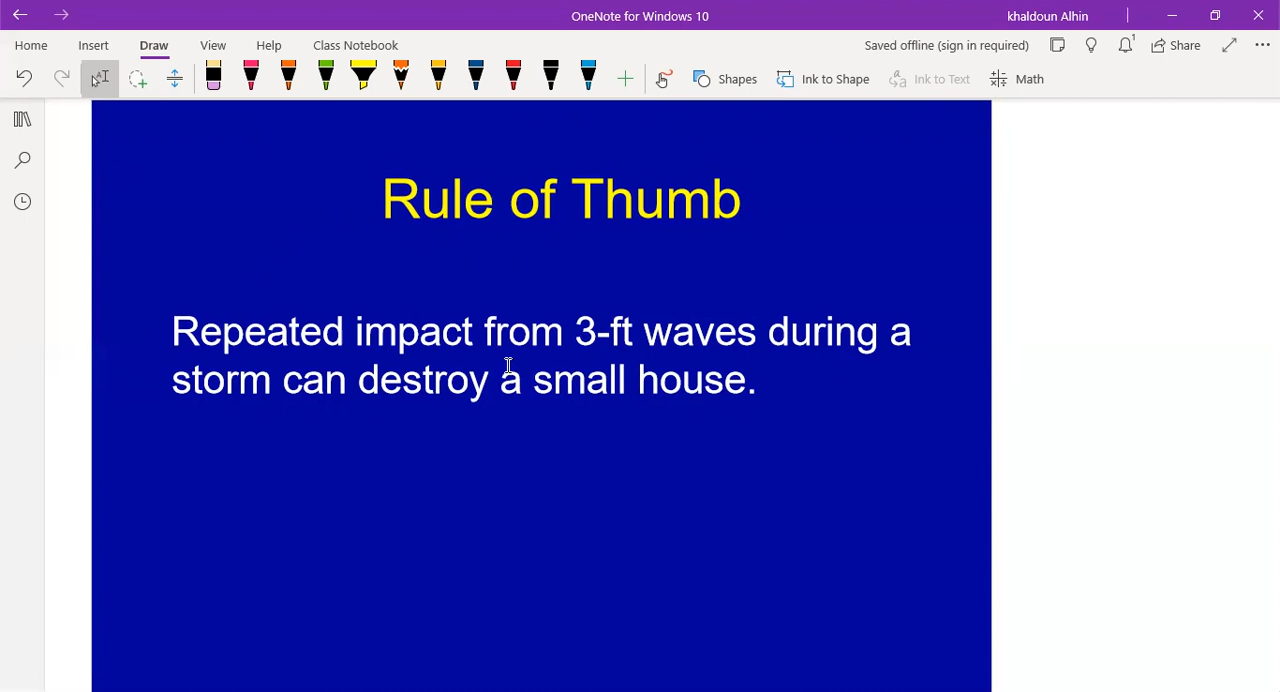 OneNote for Windows 10
khaldoun Alhin
Home Insert Draw View Help Class Notebook
Saved offline (sign in required)
Share
Shapes
Ink to Shape
Ink to Text
Math
Rule of Thumb
Repeated impact from 3-ft waves during a
storm can destroy a small house.